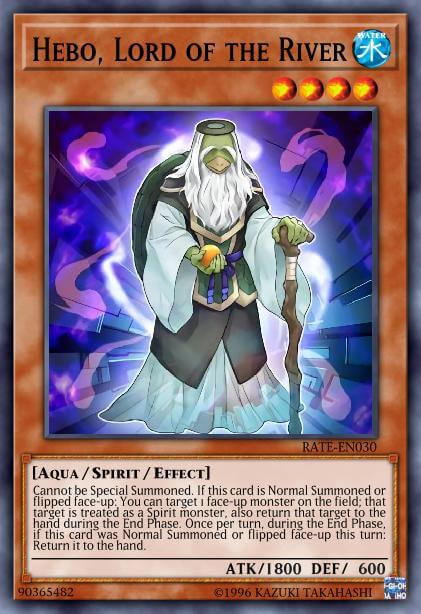 HEBO, LORD OF THE RIVER
WATER
水
RATE-EN030
[AQUA / SPIRIT / EFFECT]
Cannot be Special Summoned. If this card is Normal Summoned or
flipped face-up: You can target 1 face-up monster on the field; that
target is treated as a Spirit monster, also return that target to the
hand during the End Phase. Once per turn, during the End Phase,
if this card was Normal Summoned or flipped face-up this turn:
Return it to the hand.
ATK/1800 DEF/ 600
90365482
©1996 KAZUKI TAKAHASHI